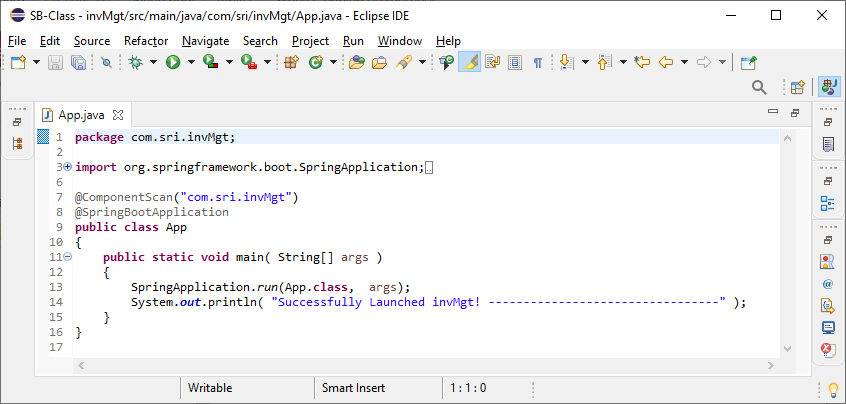 SB-Class - invMgt/src/main/java/com/sri/invMgt/App.java - Eclipse IDE
File Edit Source Refactor Navigate Search Project Run Window Help
App.java
1 package com.sri.invMgt;
2
3 import org.springframework.boot.SpringApplication;
6
7 @ComponentScan("com.sri.invMgt")
8 @SpringBootApplication
9 public class App
10 {
11 public static void main( String[] args )
12 {
13 SpringApplication.run(App.class,  args);
14 System.out.println( "Successfully Launched invMgt! ---------------------------------" );
15 }
16 }
17
Writable Smart Insert 1 : 1 : 0